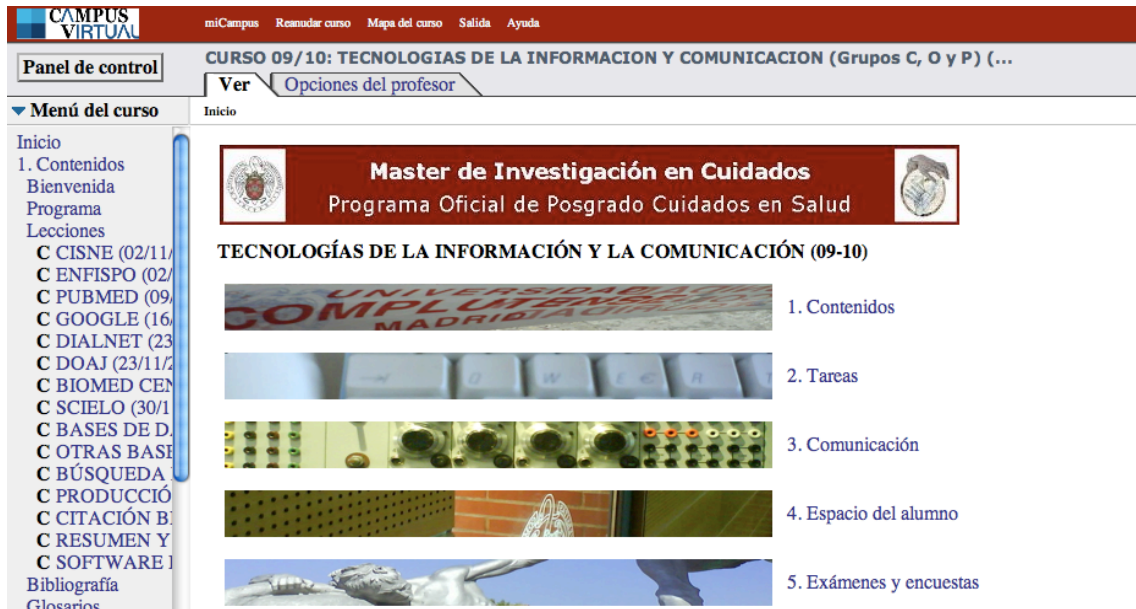 CAMPUS
VIRTUAL
miCampus Reanudar curso Mapa del curso Salida Ayuda
Panel de control
CURSO 09/10: TECNOLOGIAS DE LA INFORMACION Y COMUNICACION (Grupos C, O y P) (...
Ver Opciones del profesor
Menú del curso
Inicio
Inicio
1. Contenidos
Bienvenida
Programa
Lecciones
C CISNE (02/11/
C ENFISPO (02/
C PUBMED (09/
C GOOGLE (16/
C DIALNET (23
C DOAJ (23/11/2
C BIOMED CEN
C SCIELO (30/1
C BASES DE D
C OTRAS BASE
C BÚSQUEDA
C PRODUCCIÓ
C CITACIÓN B
C RESUMEN Y
C SOFTWARE
Bibliografía
Glosarios
Master de Investigación en Cuidados
Programa Oficial de Posgrado Cuidados en Salud
TECNOLOGÍAS DE LA INFORMACIÓN Y LA COMUNICACIÓN (09-10)
UNIVERSIDAD
COMPLUTENSE
MADRID
1. Contenidos
Q W E € R T
2. Tareas
3. Comunicación
4. Espacio del alumno
5. Exámenes y encuestas